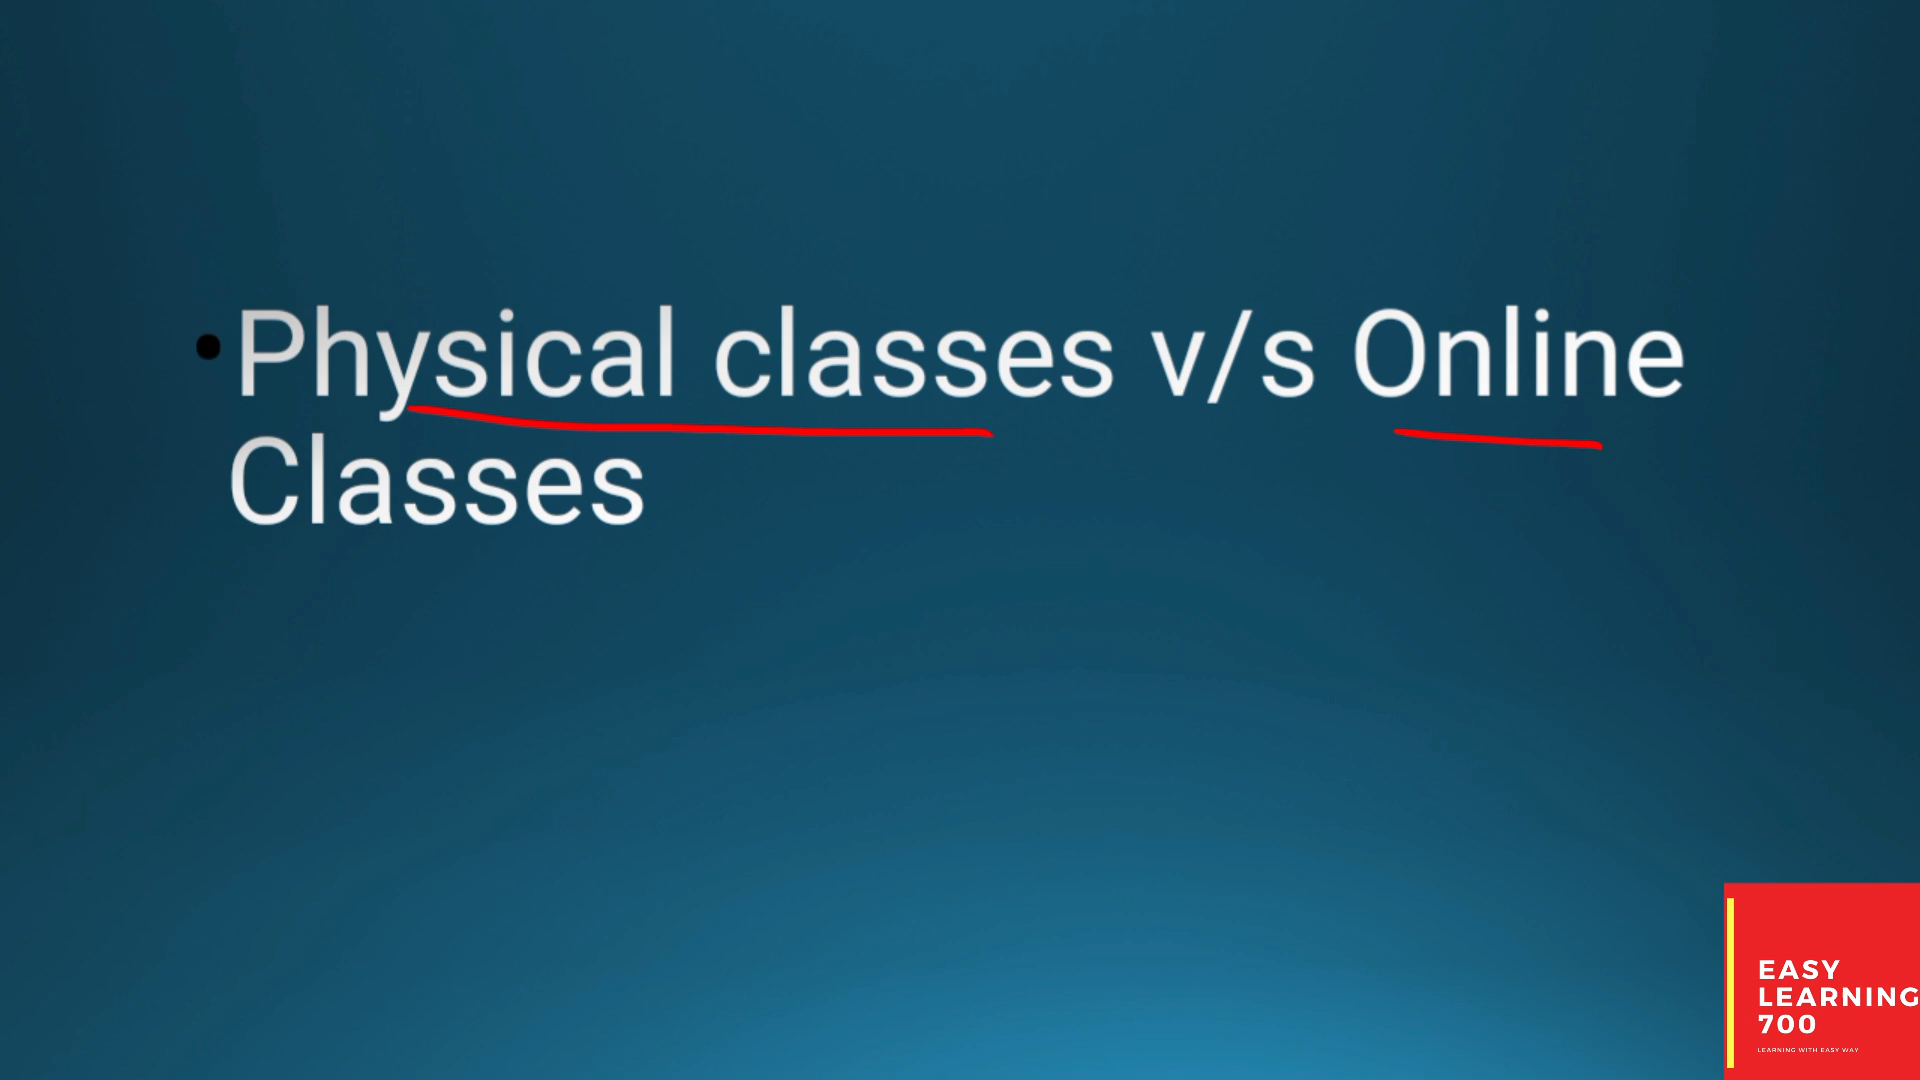 •Physical classes v/s Online
Classes
EASY
LEARNING
700
LEARNING WITH EASY WAY